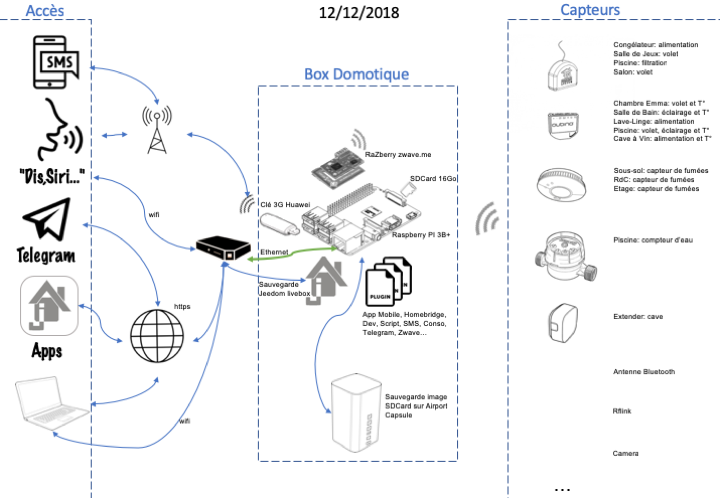 Accès
12/12/2018
Capteurs
SMS
"Dis,Siri..."
Telegram
Apps
wifi
https
wifi
Box Domotique
RaZberry zwave.me
SDCard 16Go
Clé 3G Huawei
Raspberry PI 3B+
Ethernet
Sauvegarde
Jeedom livebox
PLUGIN
App Mobile, Homebridge,
Dev, Script, SMS, Conso,
Telegram, Zwave...
Sauvegarde image
SDCard sur Airport
Capsule
Congélateur: alimentation
Salle de Jeux: volet
Piscine: filtration
Salon: volet
Chambre Emma: volet et T°
Salle de Bain: éclairage et T°
Lave-Linge: alimentation
Piscine: volet, éclairage et T°
Cave à Vin: alimentation et T°
Sous-sol: capteur de fumées
RdC: capteur de fumées
Etage: capteur de fumées
Piscine: compteur d'eau
Extender: cave
Antenne Bluetooth
Rflink
Camera
...